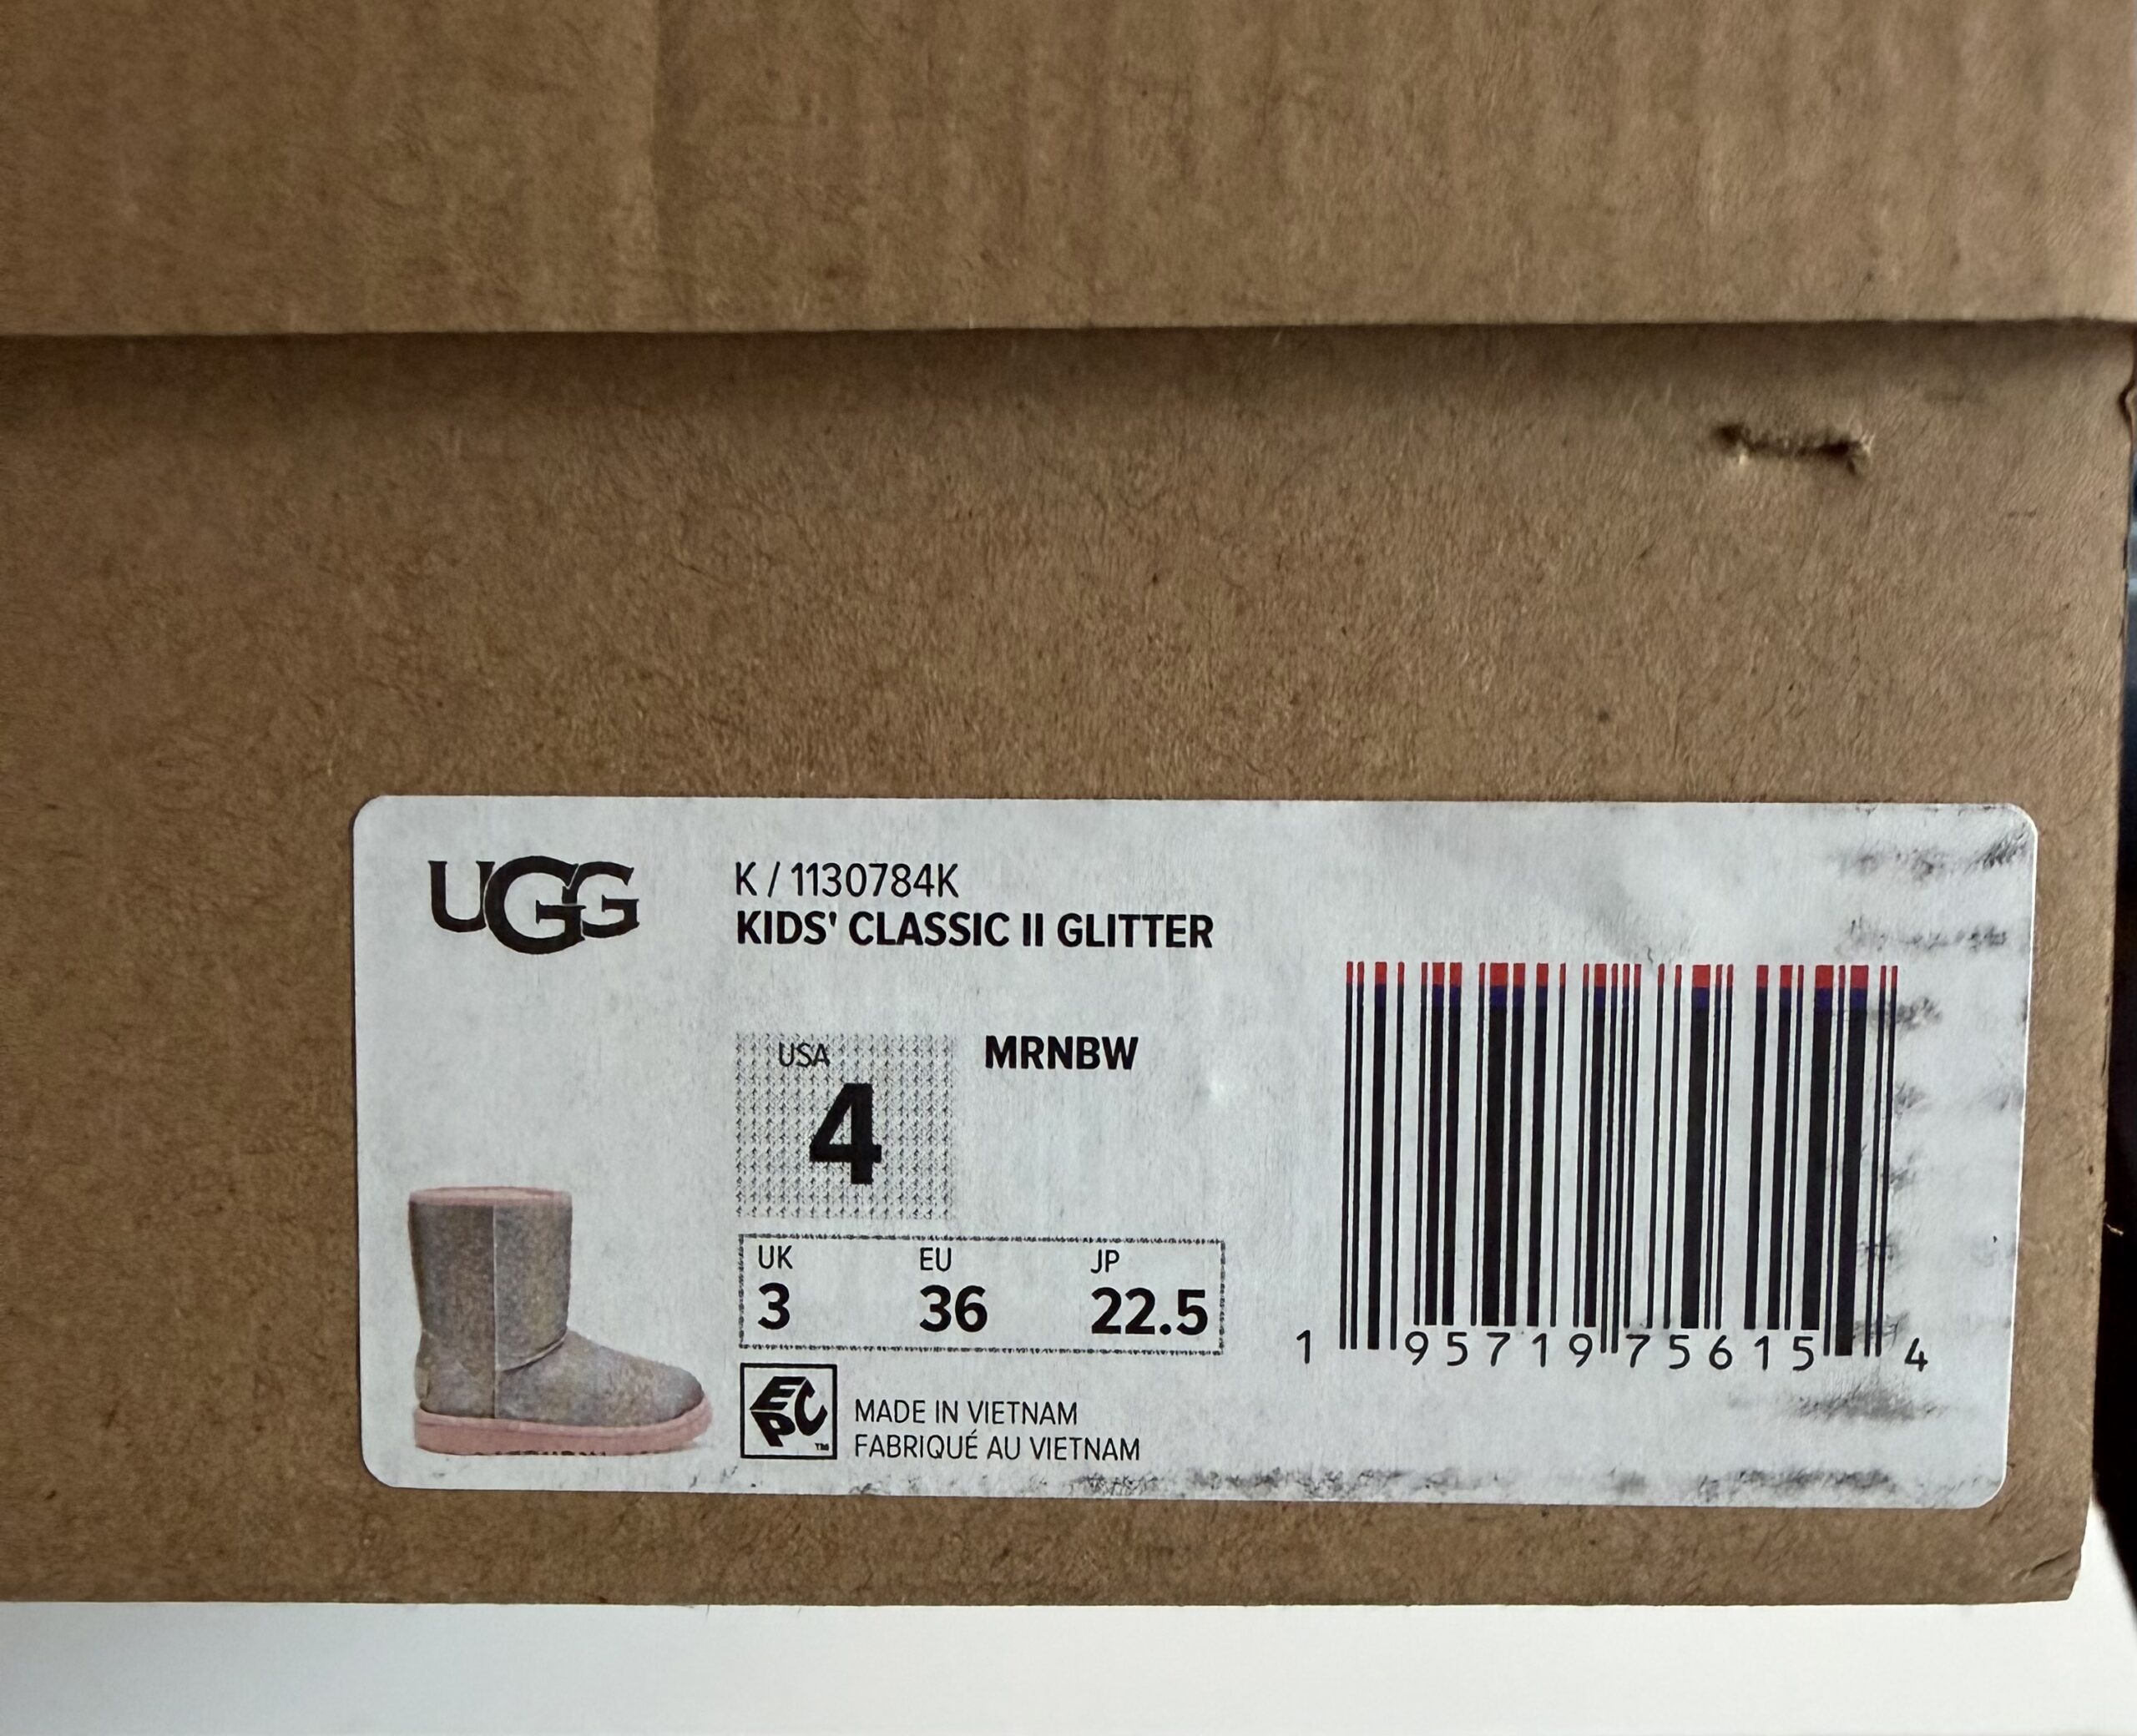 UGG
K / 1130784K
KIDS' CLASSIC II GLITTER
USA
4
MRNBW
UK EU JP
3 36 22.5
EPC™
MADE IN VIETNAM
FABRIQUÉ AU VIETNAM
1 95719 75615 4